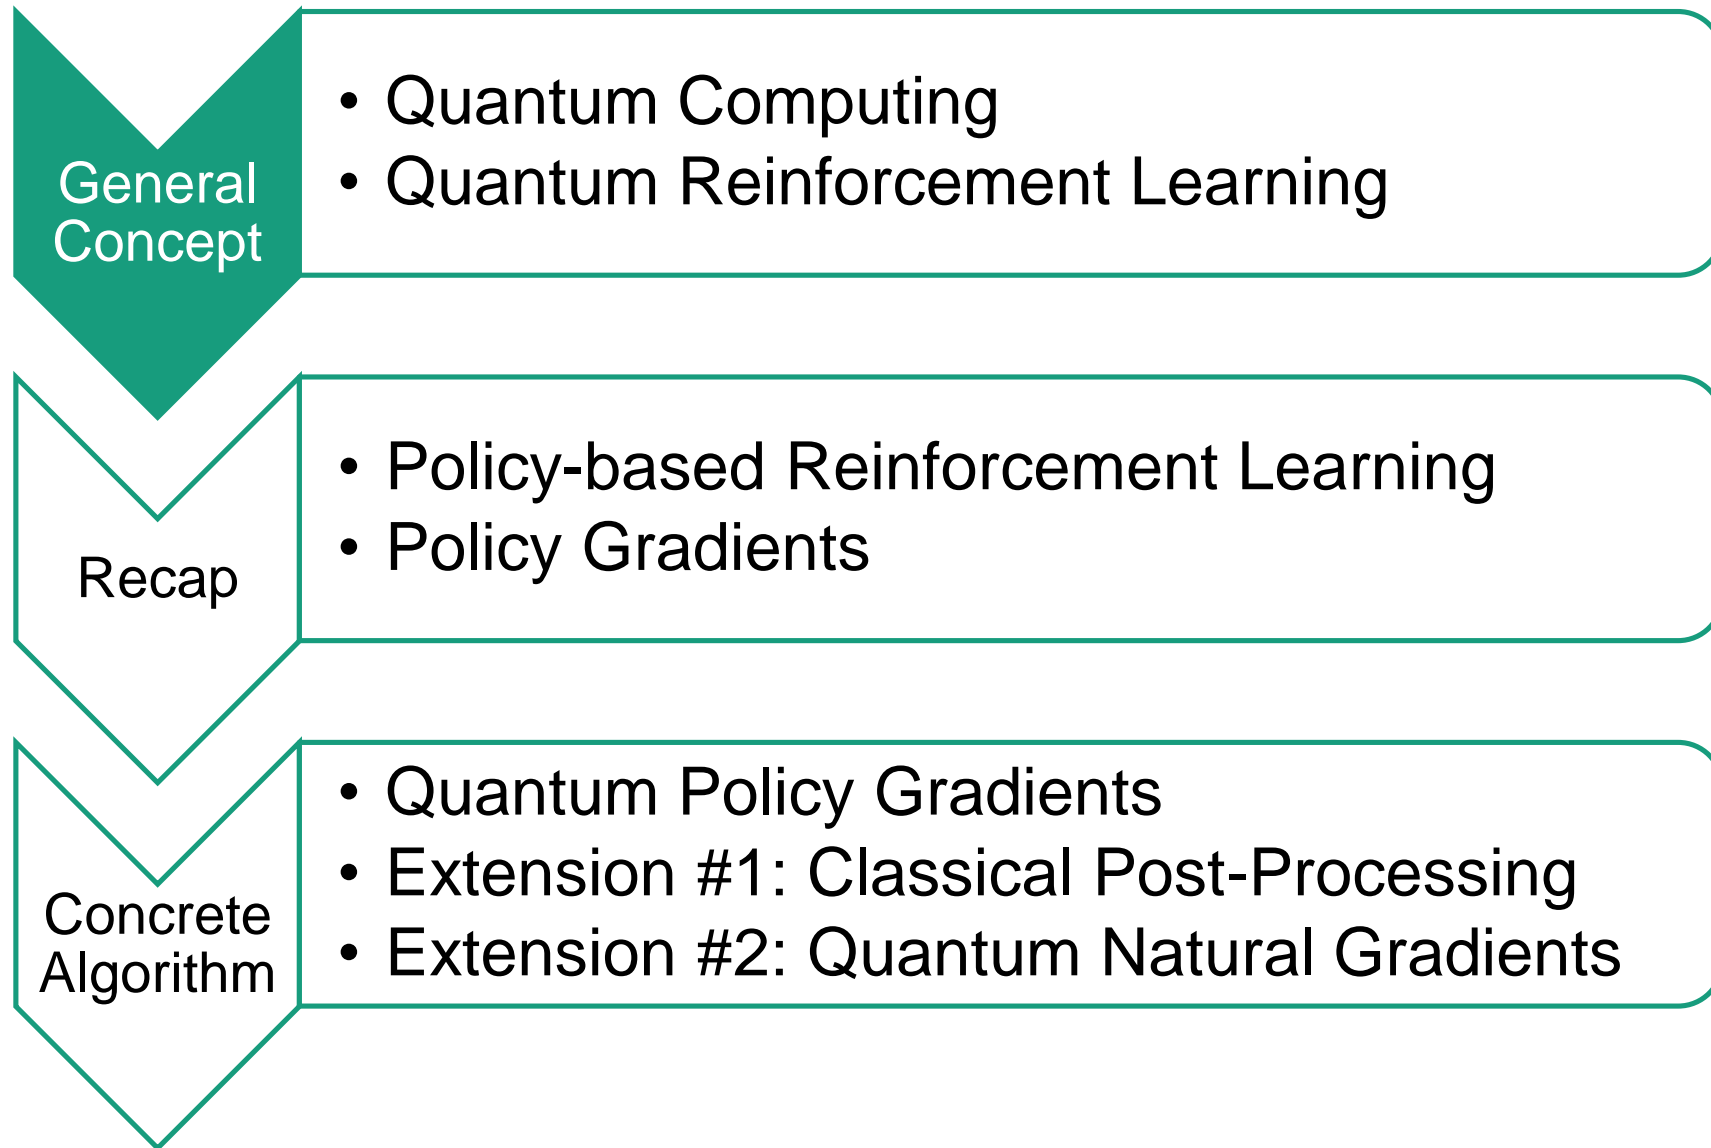 General
Concept
• Quantum Computing
• Quantum Reinforcement Learning
Recap
• Policy-based Reinforcement Learning
• Policy Gradients
Concrete
Algorithm
• Quantum Policy Gradients
• Extension #1: Classical Post-Processing
• Extension #2: Quantum Natural Gradients